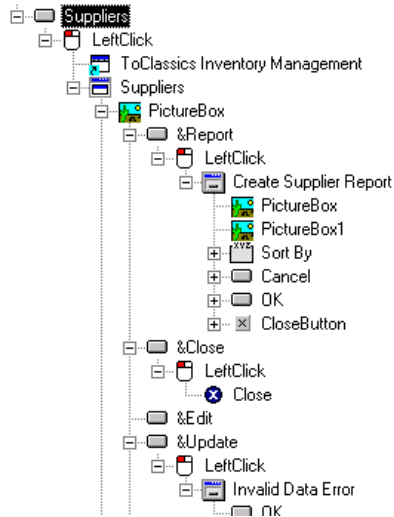 Suppliers
LeftClick
ToClassics Inventory Management
Suppliers
PictureBox
&Report
LeftClick
Create Supplier Report
PictureBox
PictureBox1
XYZ
Sort By
Cancel
OK
CloseButton
&Close
LeftClick
Close
&Edit
&Update
LeftClick
Invalid Data Error
OK